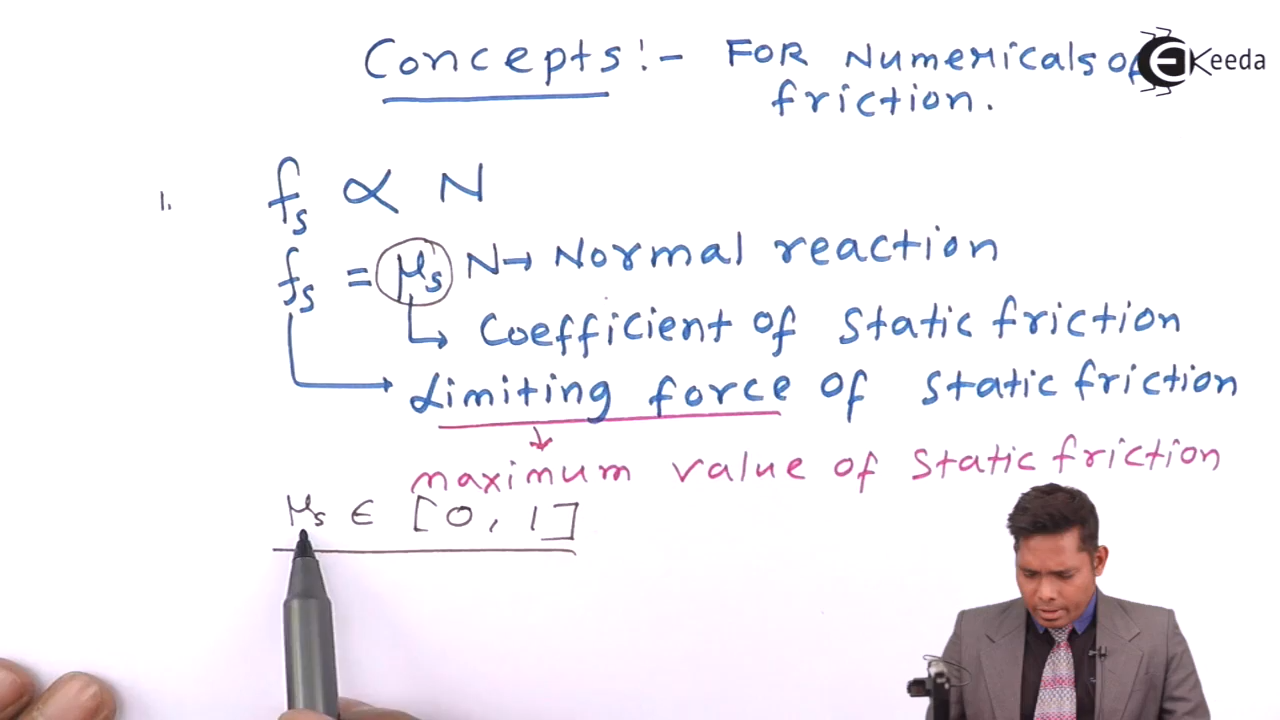 Concepts:- FOR Numericals of
friction.
EKeeda
1. fs ∝ N
fs = μs N → Normal reaction
↳ Coefficient of static friction
→ Limiting force of static friction
↓
maximum value of static friction
μs ∈ [0, 1]